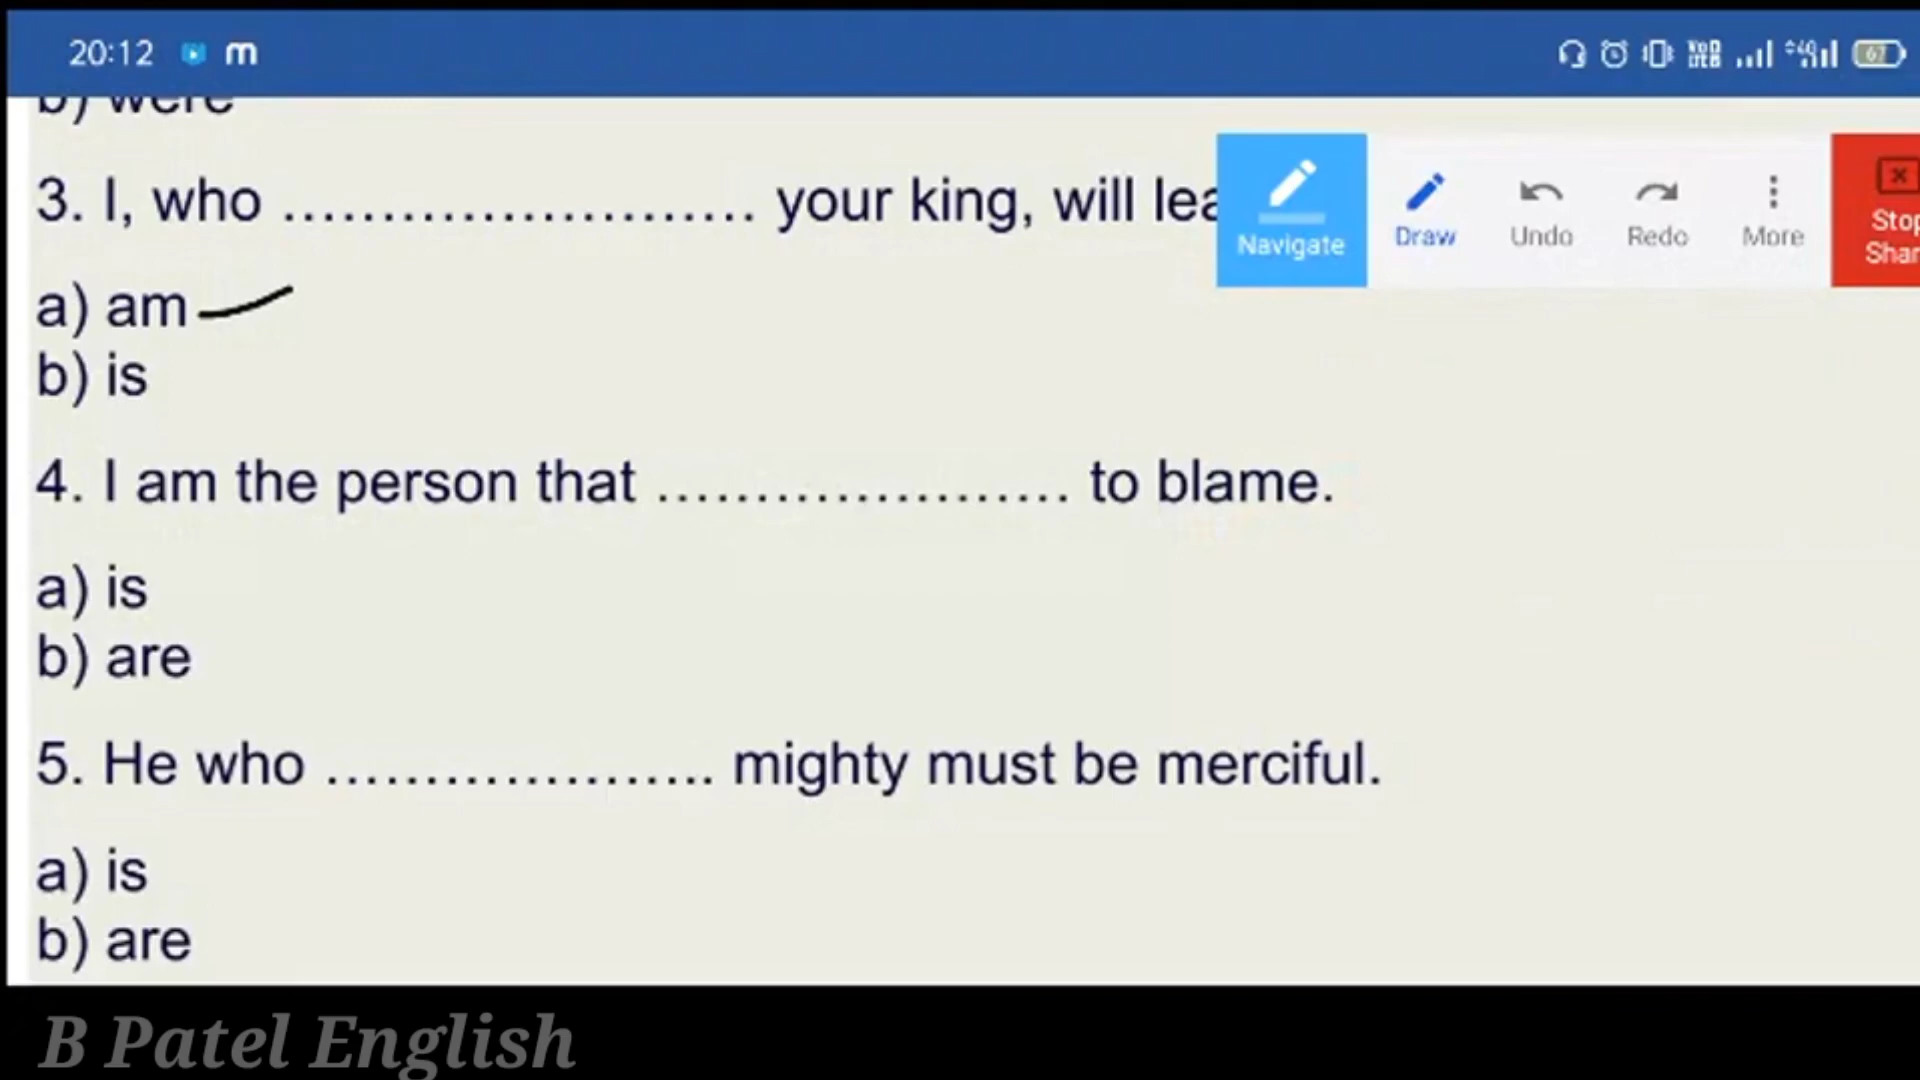 20:12 m
b) were
3. I, who ........................ your king, will lea
Navigate
Draw
Undo
Redo
More
Stop
Shar
a) am
b) is
4. I am the person that ..................... to blame.
a) is
b) are
5. He who .................... mighty must be merciful.
a) is
b) are
B Patel English